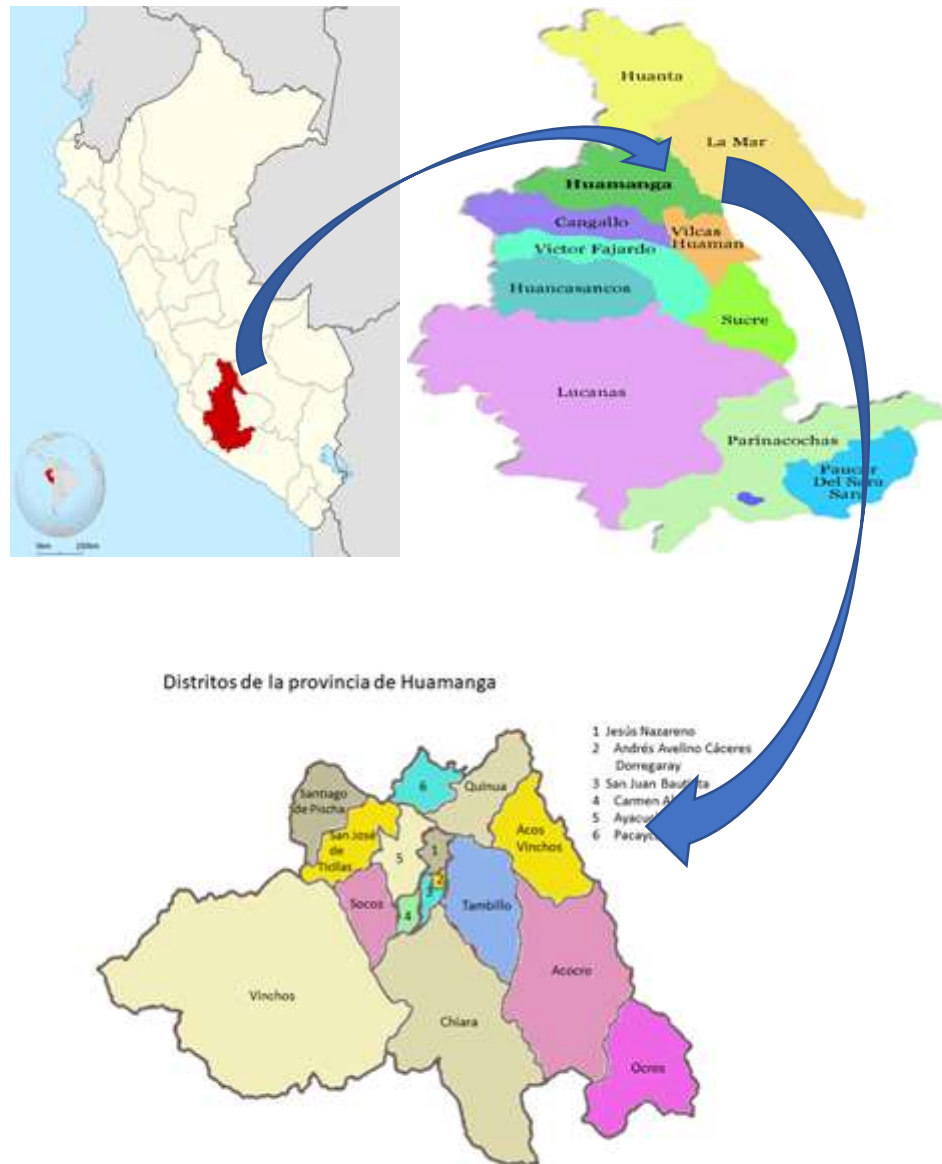 Huanta
La Mar
Huamanga
Cangallo
Vilcas
Huaman
Victor Fajardo
Huancasancos
Sucre
Lucanas
Parinacochas
Paucar
Del Sara
Sara
0km
Distritos de la provincia de Huamanga
1 Jesús Nazareno
2 Andrés Avelino Cáceres
Dorregaray
3 San Juan Bautista
4 Carmen
5
6
6
Quinua
Santiago
de Pischa
San José
de
Ticllas
Acos
Vinchos
5
1
2
3
Socos
4
Tambillo
Vinchos
Chiara
Acocro
Ocros